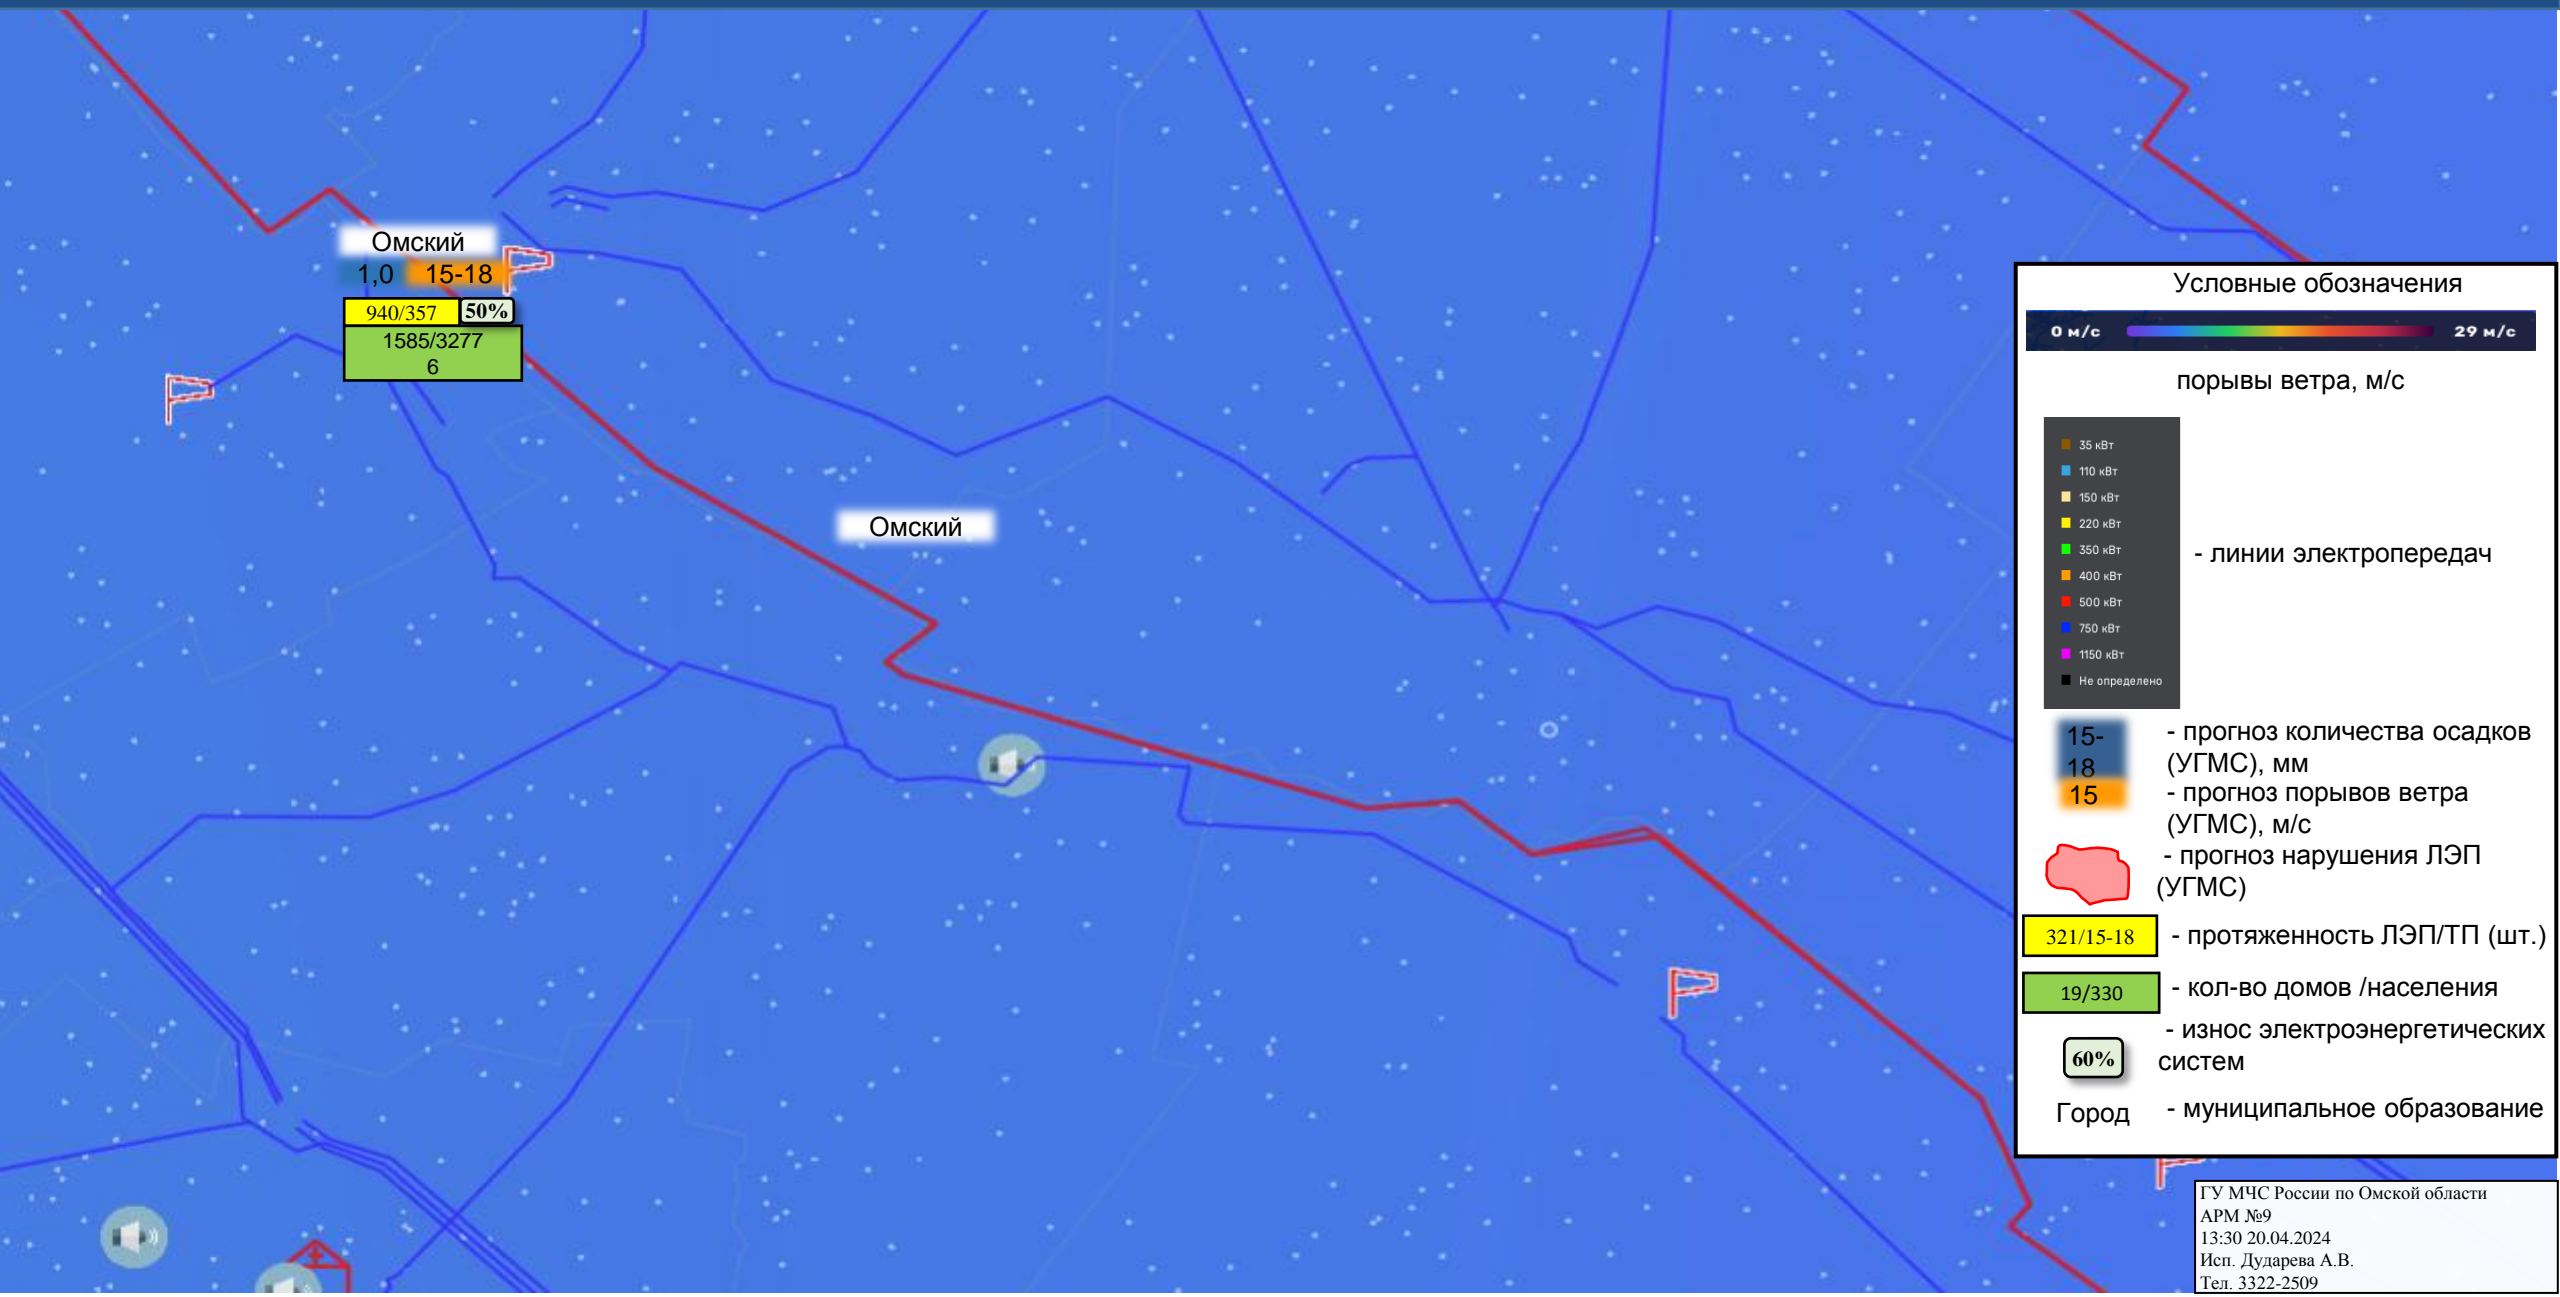 Омский
1,0 15-18
940/357 50%
1585/3277
6
Омский
Условные обозначения
0 м/с 29 м/с
порывы ветра, м/с
35 кВт
110 кВт
150 кВт
220 кВт
350 кВт
400 кВт
500 кВт
750 кВт
1150 кВт
Не определено
- линии электропередач
15-
18
- прогноз количества осадков
(УГМС), мм
15
- прогноз порывов ветра
(УГМС), м/с
- прогноз нарушения ЛЭП
(УГМС)
321/15-18 - протяженность ЛЭП/ТП (шт.)
19/330 - кол-во домов /населения
60%
- износ электроэнергетических
систем
Город - муниципальное образование
ГУ МЧС России по Омской области
АРМ №9
13:30 20.04.2024
Исп. Дударева А.В.
Тел. 3322-2509